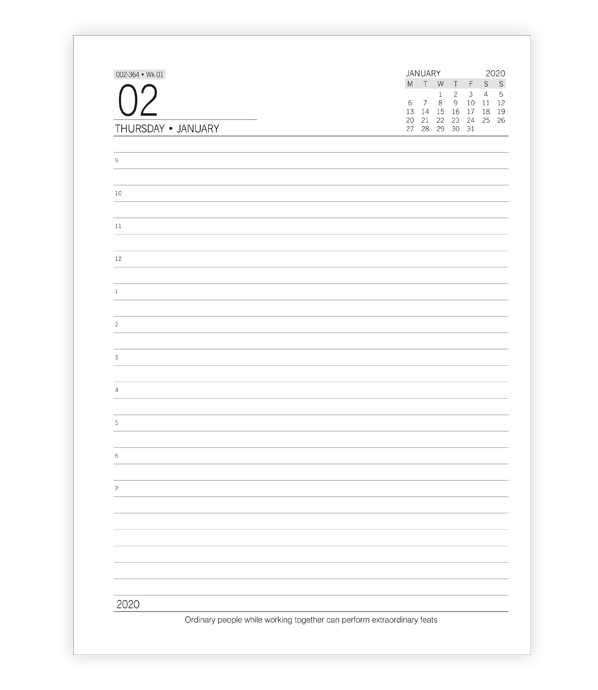 002-364 • Wk 01
02
THURSDAY • JANUARY
JANUARY 2020
M T W T F S S
1 2 3 4 5
6 7 8 9 10 11 12
13 14 15 16 17 18 19
20 21 22 23 24 25 26
27 28 29 30 31
9
10
11
12
1
2
3
4
5
6
7
2020
Ordinary people while working together can perform extraordinary feats